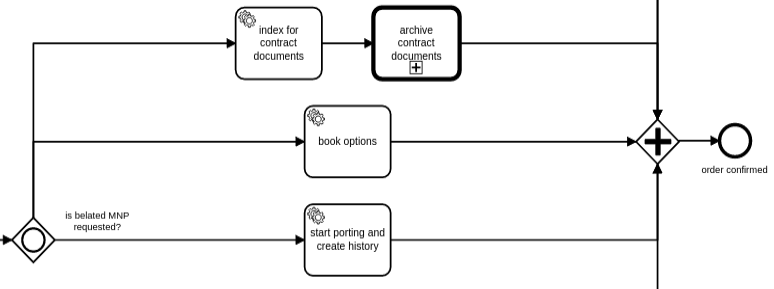 index for
contract
documents
archive
contract
documents
book options
order confirmed
is belated MNP
requested?
start porting and
create history